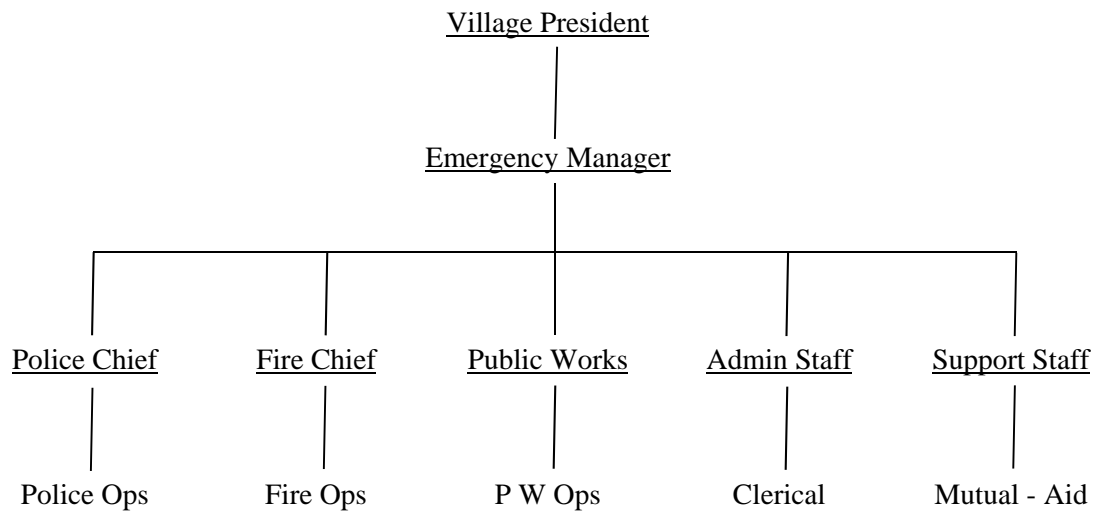 Village President
Emergency Manager
Police Chief Fire Chief Public Works Admin Staff Support Staff
Police Ops Fire Ops P W Ops Clerical Mutual - Aid